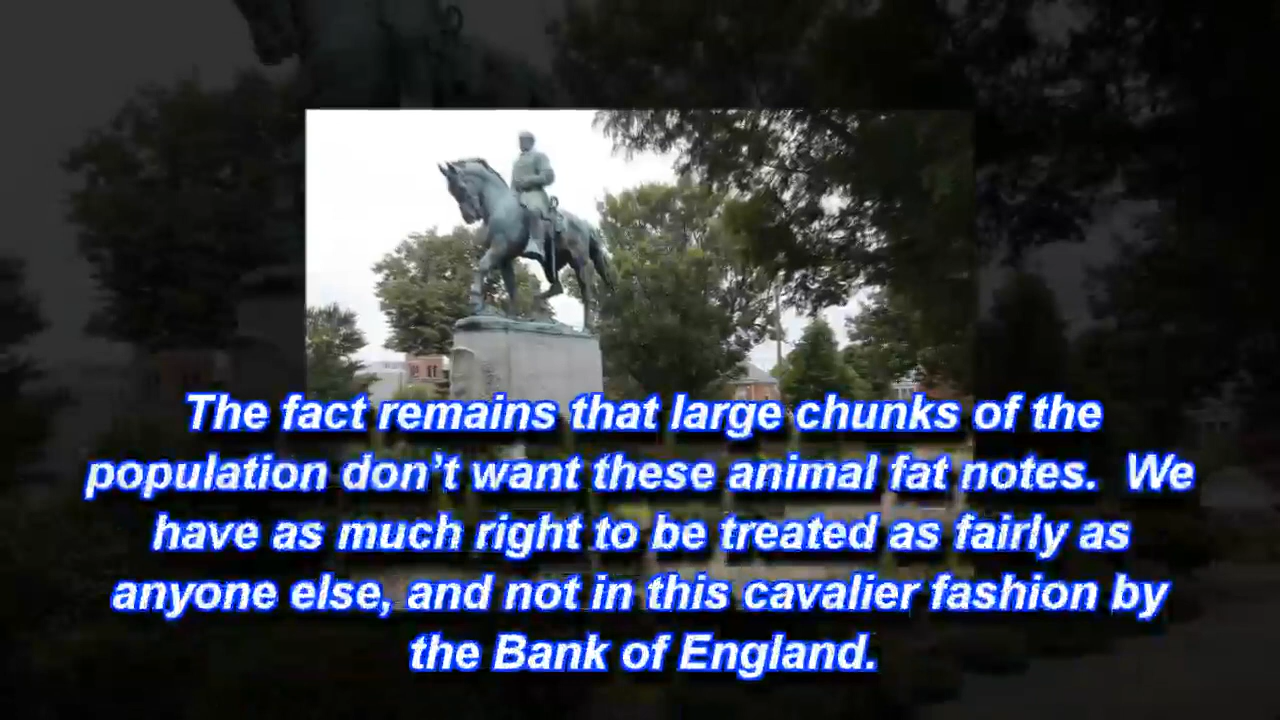 The fact remains that large chunks of the
population don’t want these animal fat notes.  We
have as much right to be treated as fairly as
anyone else, and not in this cavalier fashion by
the Bank of England.